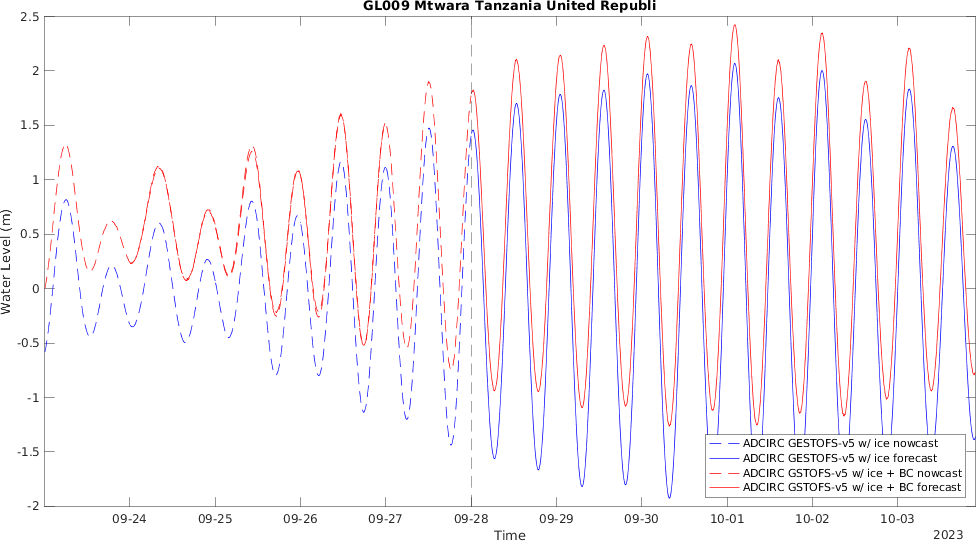 GL009 Mtwara Tanzania United Republi
2.5
2
1.5
1
0.5
0
-0.5
-1
-1.5
-2
Water Level (m)
ADCIRC GESTOFS-v5 w/ ice nowcast
ADCIRC GESTOFS-v5 w/ ice forecast
ADCIRC GSTOFS-v5 w/ ice + BC nowcast
ADCIRC GSTOFS-v5 w/ ice + BC forecast
09-24 09-25 09-26 09-27 09-28 09-29 09-30 10-01 10-02 10-03
Time
2023